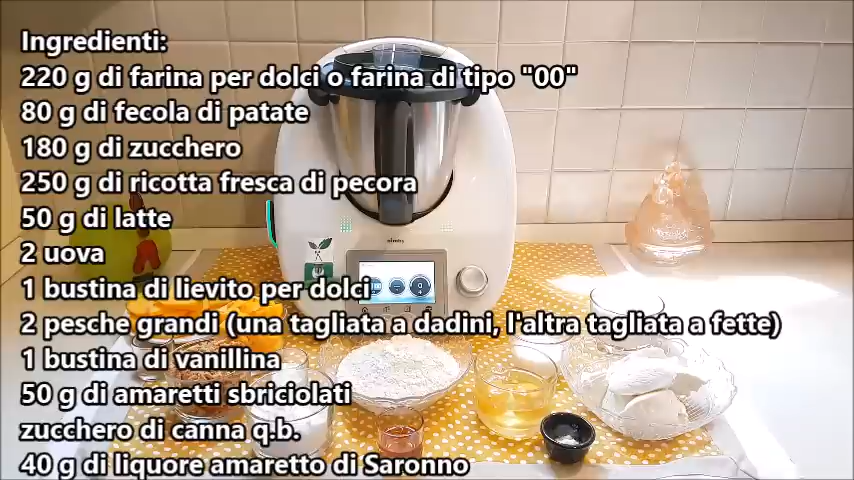 Ingredienti:
220 g di farina per dolci o farina di tipo "00"
80 g di fecola di patate
180 g di zucchero
250 g di ricotta fresca di pecora
50 g di latte
2 uova
1 bustina di lievito per dolci
2 pesche grandi (una tagliata a dadini, l'altra tagliata a fette)
1 bustina di vanillina
50 g di amaretti sbriciolati
zucchero di canna q.b.
40 g di liquore amaretto di Saronno